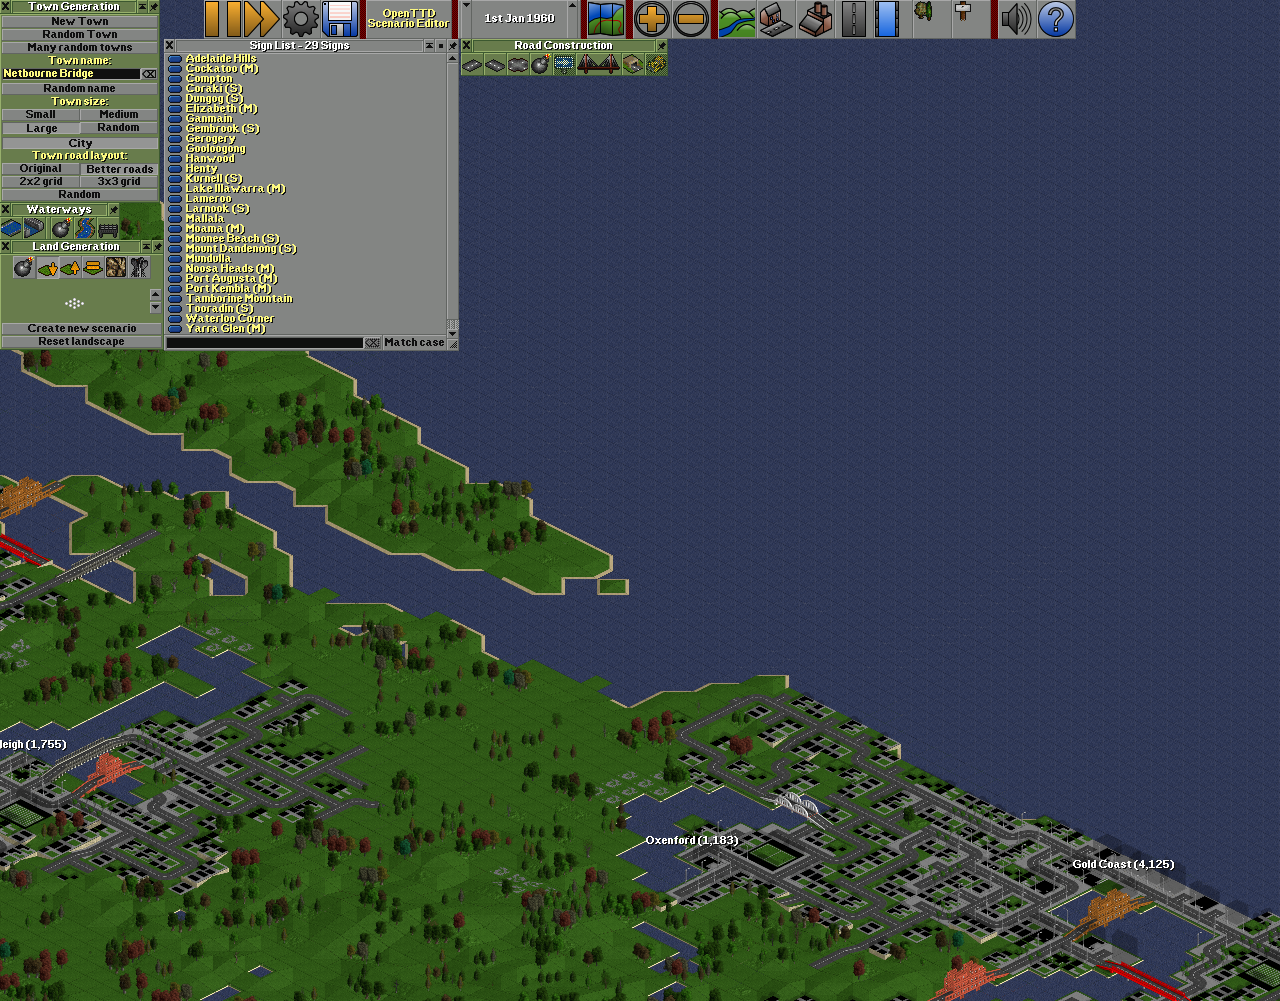 Town Generation
New Town
Random Town
Many random towns
Town name:
Netbourne Bridge
Random name
Town size:
Small Medium
Large Random
City
Town road layout:
Original Better roads
2x2 grid 3x3 grid
Random
Waterways
Land Generation
Create new scenario
Reset landscape
OpenTTD
Scenario Editor
1st Jan 1960
Sign List - 29 Signs
Adelaide Hills
Cockatoo (M)
Compton
Coraki (S)
Dungog (S)
Elizabeth (M)
Ganmain
Gembrook (S)
Gerogery
Gooloogong
Hanwood
Henty
Kurnell (S)
Lake Illawarra (M)
Lameroo
Larnook (S)
Mallala
Moama (M)
Moonee Beach (S)
Mount Dandenong (S)
Mundulla
Noosa Heads (M)
Port Augusta (M)
Port Kembla (M)
Tamborine Mountain
Tooradin (S)
Waterloo Corner
Yarra Glen (M)
Match case
Road Construction
leigh (1,755)
Oxenford (1,183)
Gold Coast (4,125)